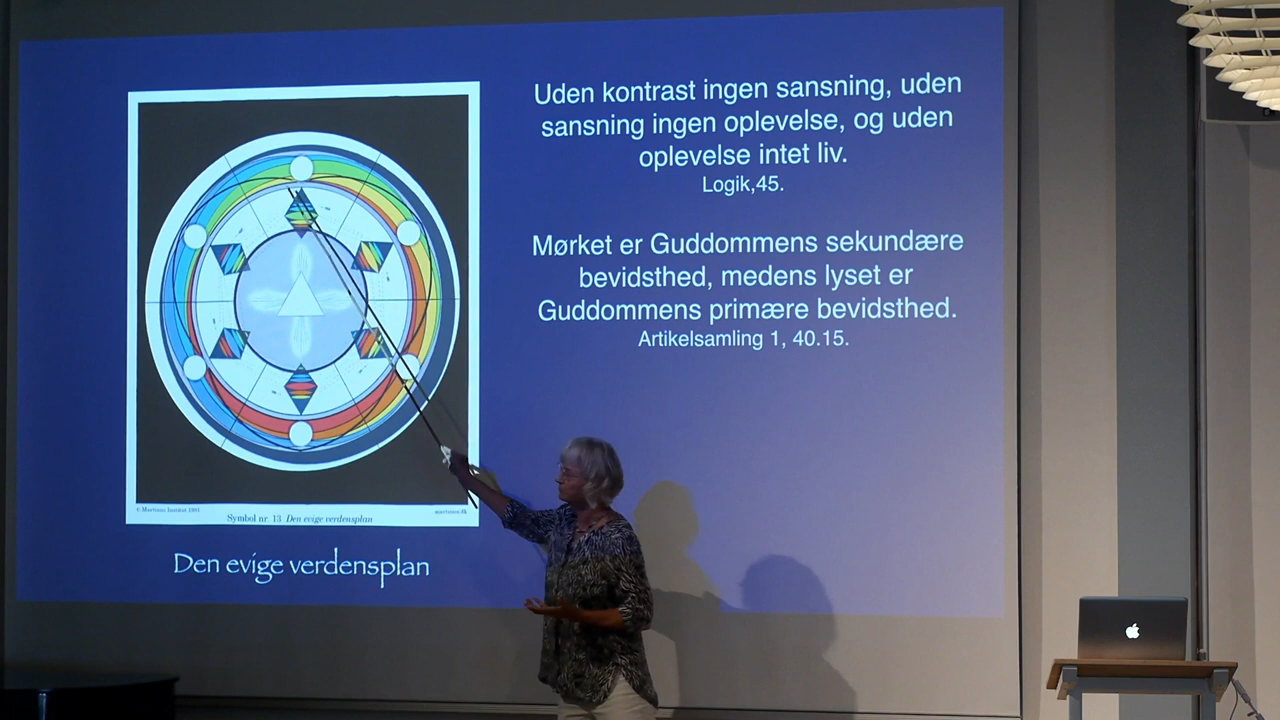 Uden kontrast ingen sansning, uden
sansning ingen oplevelse, og uden
oplevelse intet liv.
Logik,45.
Mørket er Guddommens sekundære
bevidsthed, medens lyset er
Guddommens primære bevidsthed.
Artikelsamling 1, 40.15.
© Martinus Institut 1981
martinus.dk
Symbol nr. 13 Den evige verdensplan
Den evige verdensplan